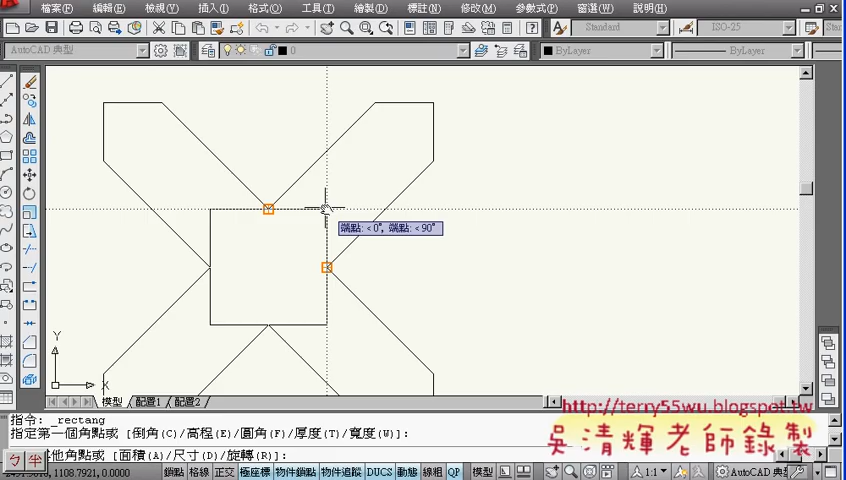 檔案(F) 編輯(E) 檢視(V) 插入(I) 格式(O) 工具(T) 繪製(D) 標註(N) 修改(M) 參數式(P) 視窗(W) 說明(H)
Standard ISO-25
AutoCAD 典型 0 ByLayer ByLayer
端點: < 0°, 端點: < 90°
Y
X
模型 配置1 配置2
http://terry55wu.blogspot.tw
指令: _rectang
指定第一個角點或 [倒角(C)/高程(E)/圓角(F)/厚度(T)/寬度(W)]:
吳清輝老師錄製
他角點或 [面積(A)/尺寸(D)/旋轉(R)]:
1108.7921, 0.0000 鎖點 格線 正交 極座標 物件鎖點 物件追蹤 DUCS 動態 線粗 QP 模型 1:1 AutoCAD 典型